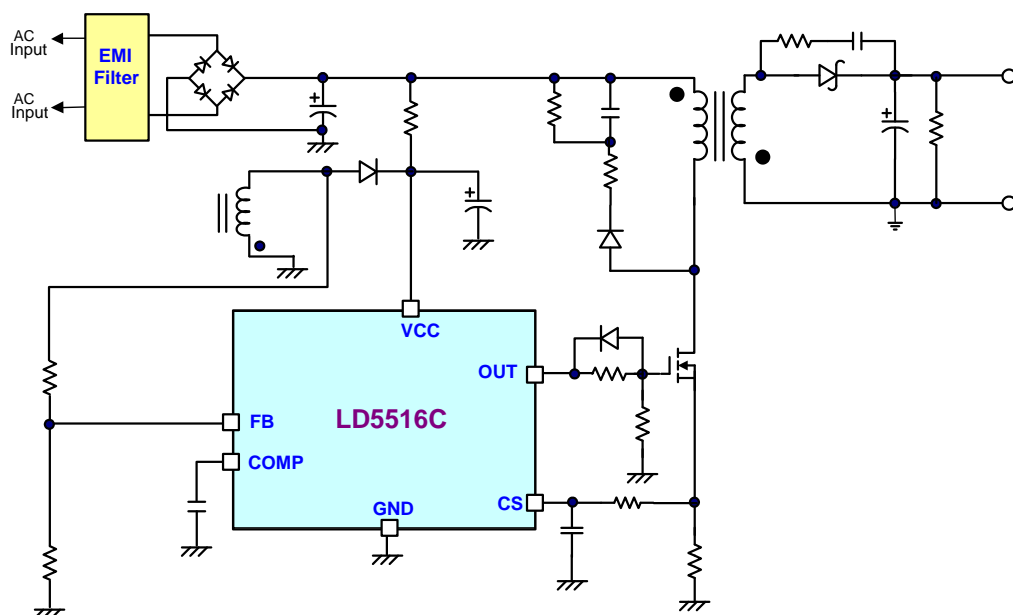 AC
Input
EMI
Filter
AC
Input
VCC
OUT
LD5516C
FB
COMP
CS
GND